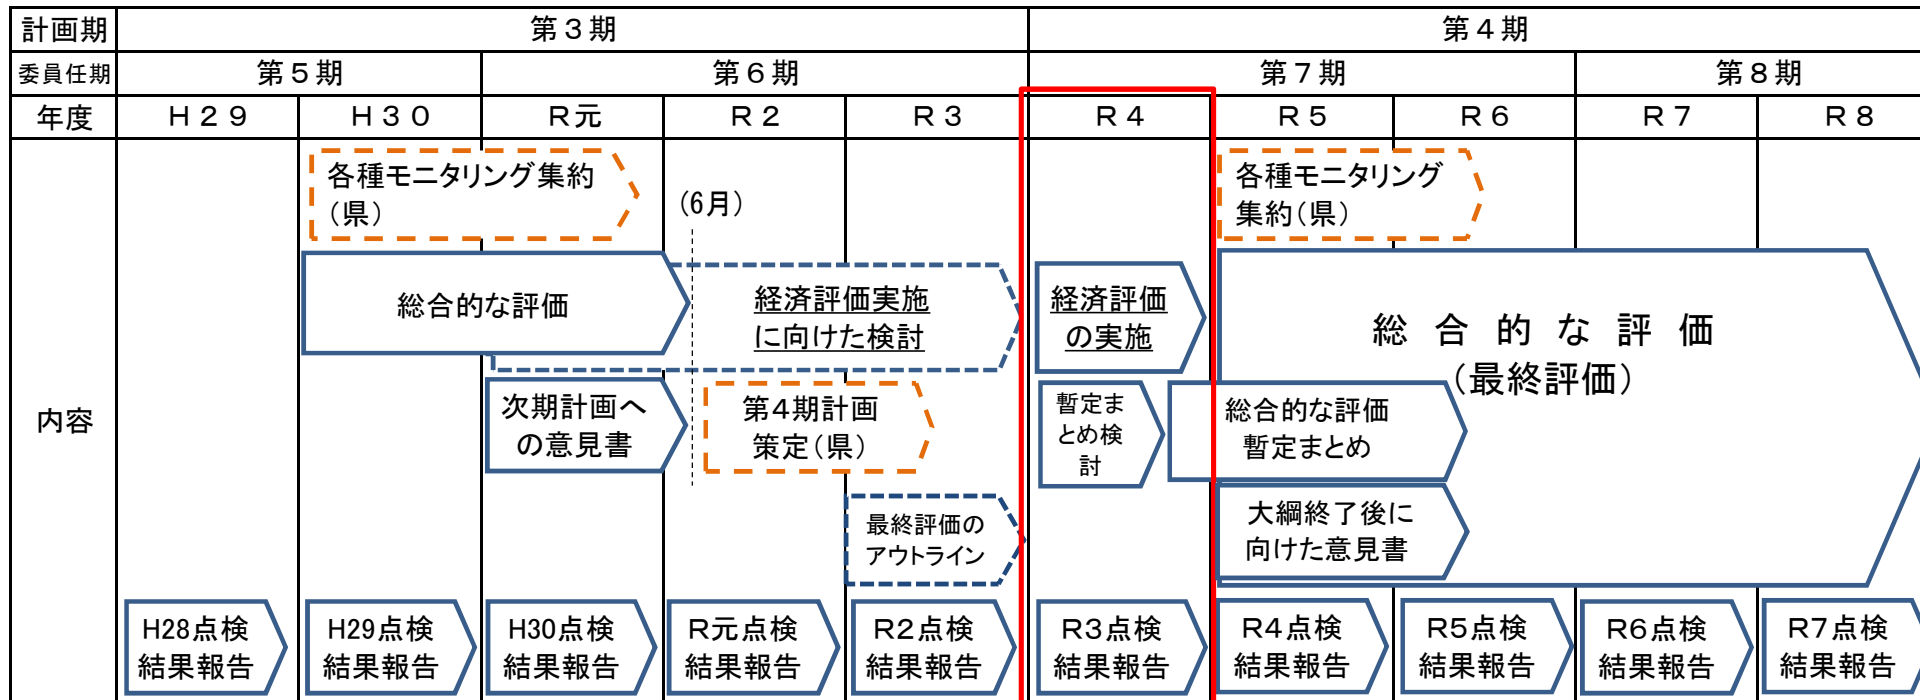 計画期 第３期 第４期
委員任期 第５期 第６期 第７期 第８期
年度 Ｈ２９ Ｈ３０ Ｒ元 Ｒ２ Ｒ３ Ｒ４ Ｒ５ Ｒ６ Ｒ７ Ｒ８
内容
各種モニタリング集約
（県）
(6月)
各種モニタリング
集約（県）
総合的な評価
経済評価実施
に向けた検討
経済評価
の実施
総合的な評価
（最終評価）
次期計画へ
の意見書
第４期計画
策定（県）
暫定ま
とめ検
討
総合的な評価
暫定まとめ
最終評価の
アウトライン
大綱終了後に
向けた意見書
H28点検
結果報告
H29点検
結果報告
H30点検
結果報告
Ｒ元点検
結果報告
Ｒ２点検
結果報告
Ｒ３点検
結果報告
Ｒ４点検
結果報告
Ｒ５点検
結果報告
Ｒ６点検
結果報告
Ｒ７点検
結果報告